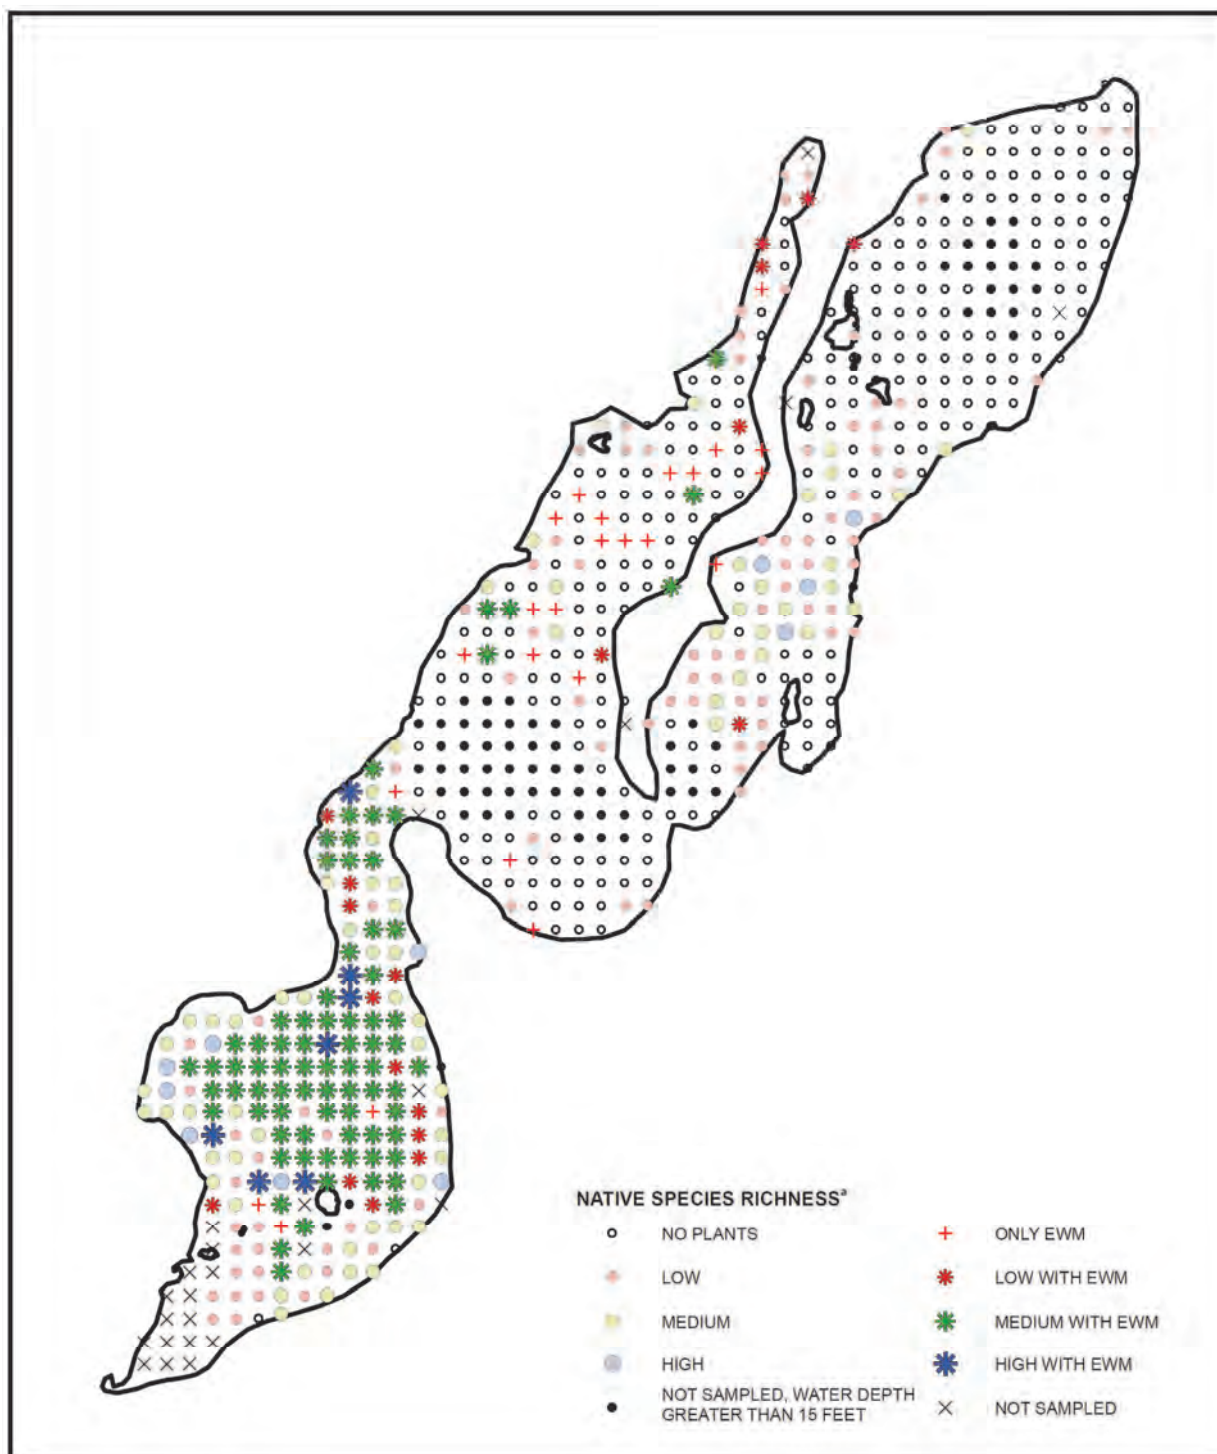 NATIVE SPECIES RICHNESSª
NO PLANTS
LOW
MEDIUM
HIGH
NOT SAMPLED, WATER DEPTH
GREATER THAN 15 FEET
ONLY EWM
LOW WITH EWM
MEDIUM WITH EWM
HIGH WITH EWM
NOT SAMPLED